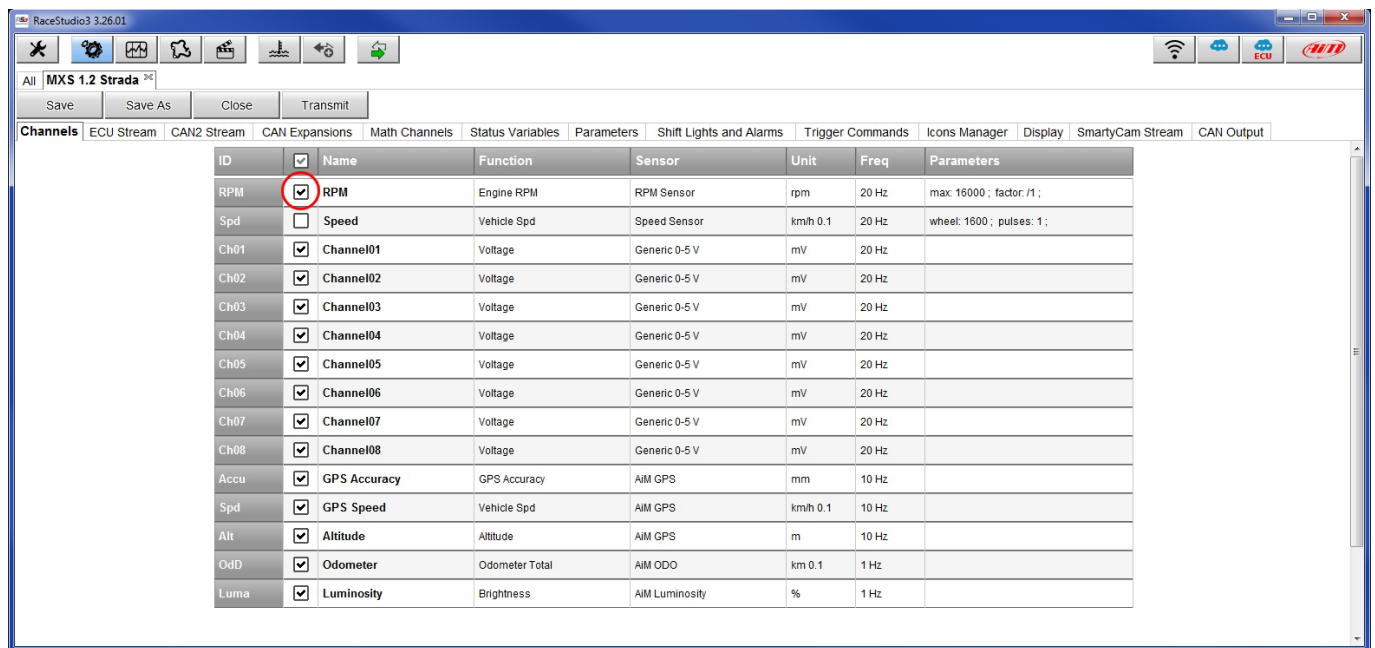 RaceStudio3 3.26.01
ECU
AiM
All MXS 1.2 Strada
Save Save As Close Transmit
Channels ECU Stream CAN2 Stream CAN Expansions Math Channels Status Variables Parameters Shift Lights and Alarms Trigger Commands Icons Manager Display SmartyCam Stream CAN Output
ID Name Function Sensor Unit Freq Parameters
RPM RPM Engine RPM RPM Sensor rpm 20 Hz max: 16000 ; factor: /1 ;
Spd Speed Vehicle Spd Speed Sensor km/h 0.1 20 Hz wheel: 1600 ; pulses: 1 ;
Ch01 Channel01 Voltage Generic 0-5 V mV 20 Hz
Ch02 Channel02 Voltage Generic 0-5 V mV 20 Hz
Ch03 Channel03 Voltage Generic 0-5 V mV 20 Hz
Ch04 Channel04 Voltage Generic 0-5 V mV 20 Hz
Ch05 Channel05 Voltage Generic 0-5 V mV 20 Hz
Ch06 Channel06 Voltage Generic 0-5 V mV 20 Hz
Ch07 Channel07 Voltage Generic 0-5 V mV 20 Hz
Ch08 Channel08 Voltage Generic 0-5 V mV 20 Hz
Accu GPS Accuracy GPS Accuracy AiM GPS mm 10 Hz
Spd GPS Speed Vehicle Spd AiM GPS km/h 0.1 10 Hz
Alt Altitude Altitude AiM GPS m 10 Hz
OdD Odometer Odometer Total AiM ODO km 0.1 1 Hz
Luma Luminosity Brightness AiM Luminosity % 1 Hz